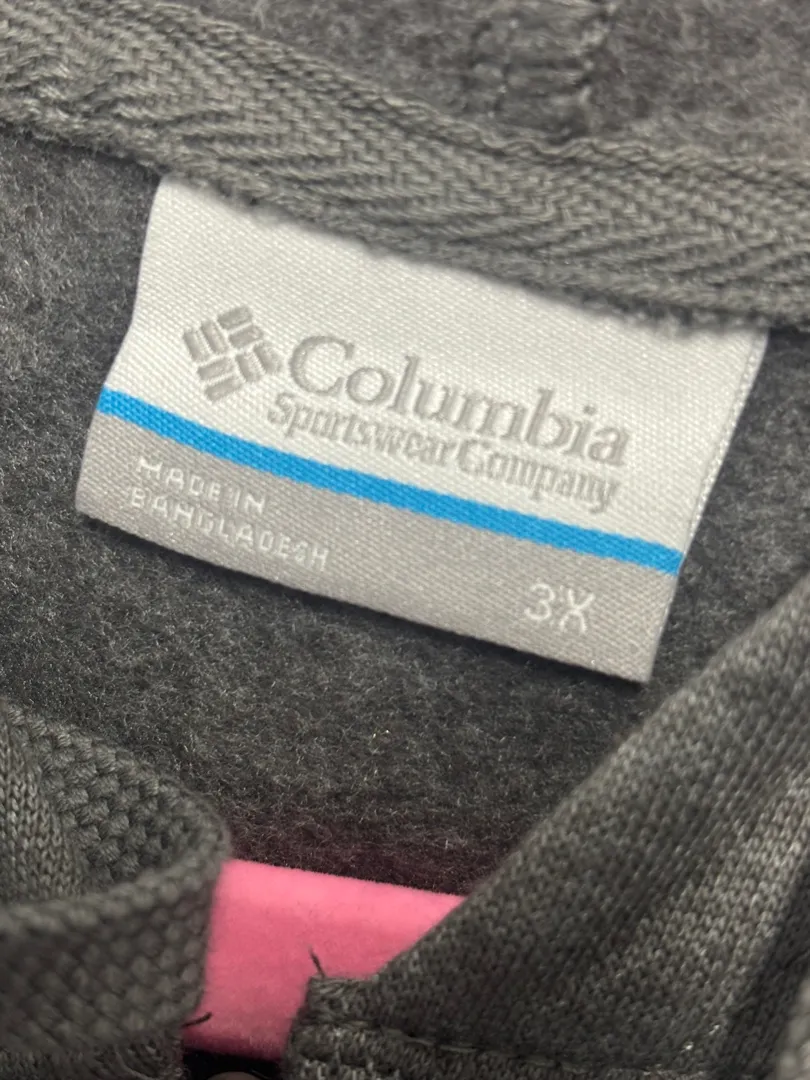 Columbia
Sportswear Company
MADE IN
BANGLADESH
3X